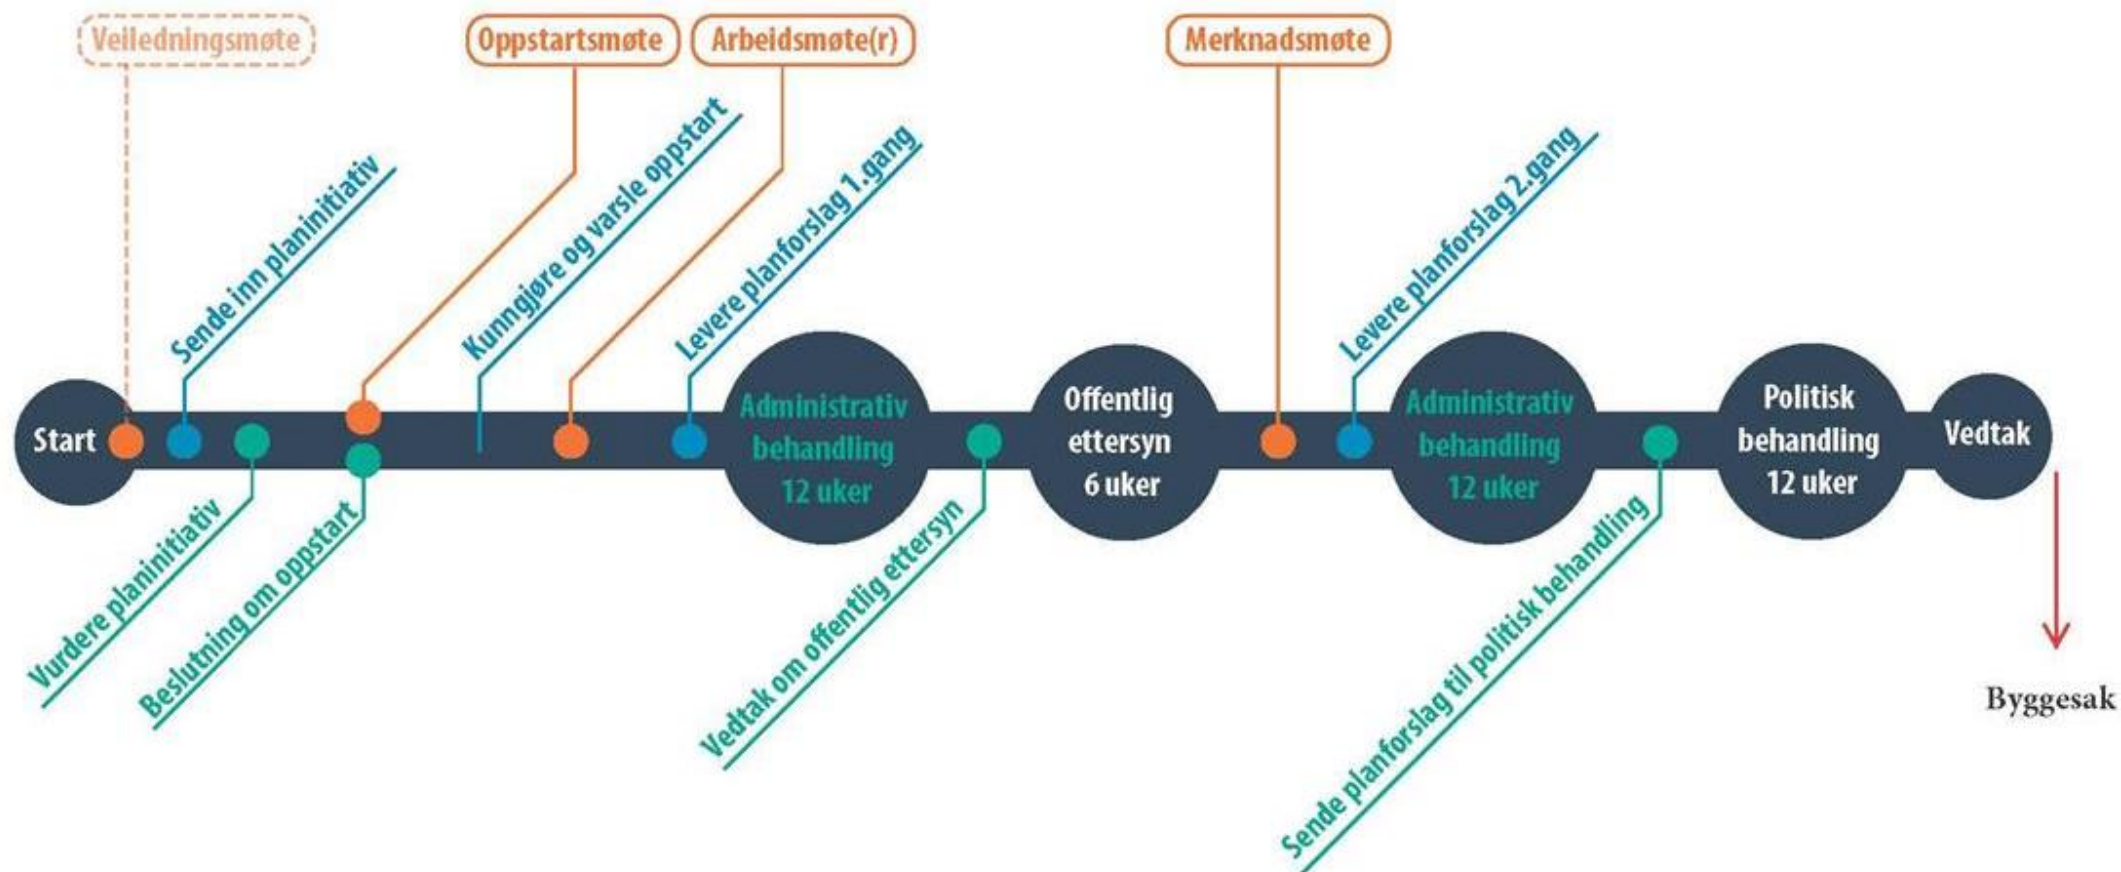 Veiledningsmøte
Oppstartsmøte
Arbeidsmøte(r)
Merknadsmøte
Sende inn planinitiativ
Kunngjøre og varsle oppstart
Levere planforslag 1.gang
Levere planforslag 2.gang
Start
Administrativ
behandling
12 uker
Offentlig
ettersyn
6 uker
Administrativ
behandling
12 uker
Politisk
behandling
12 uker
Vedtak
Vurdere planinitiativ
Beslutning om oppstart
Vedtak om offentlig ettersyn
Sende planforslag til politisk behandling
Byggesak